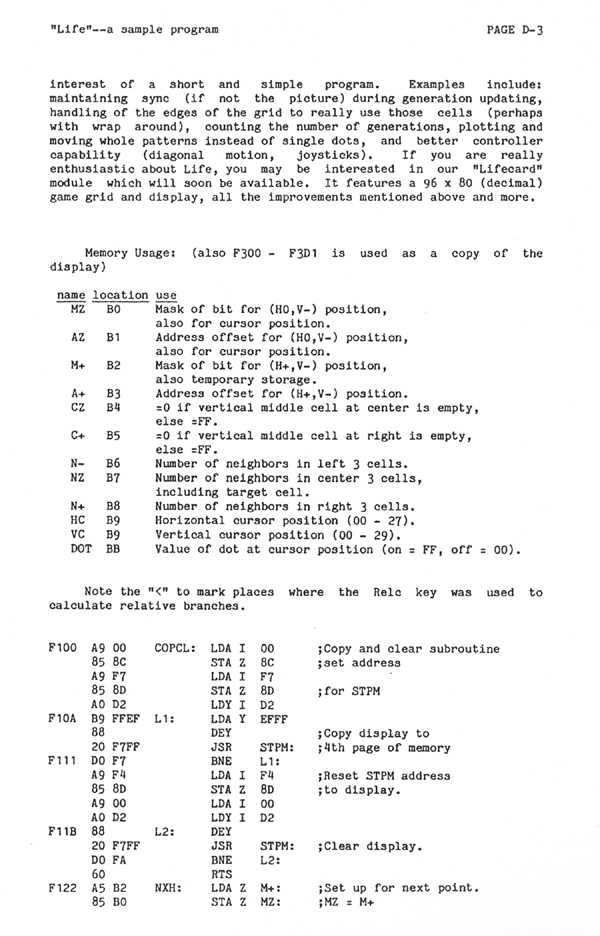 "Life"--a sample program PAGE D-3
interest of a short and simple program. Examples include:
maintaining sync (if not the picture) during generation updating,
handling of the edges of the grid to really use those cells (perhaps
with wrap around), counting the number of generations, plotting and
moving whole patterns instead of single dots, and better controller
capability (diagonal motion, joysticks). If you are really
enthusiastic about Life, you may be interested in our "Lifecard"
module which will soon be available. It features a 96 x 80 (decimal)
game grid and display, all the improvements mentioned above and more.
Memory Usage: (also F300 - F3D1 is used as a copy of the
display)
name location use
MZ B0 Mask of bit for (H0,V-) position,
also for cursor position.
AZ B1 Address offset for (H0,V-) position,
also for cursor position.
M+ B2 Mask of bit for (H+,V-) position,
also temporary storage.
A+ B3 Address offset for (H+,V-) position.
CZ B4 =0 if vertical middle cell at center is empty,
else =FF.
C+ B5 =0 if vertical middle cell at right is empty,
else =FF.
N- B6 Number of neighbors in left 3 cells.
NZ B7 Number of neighbors in center 3 cells,
including target cell.
N+ B8 Number of neighbors in right 3 cells.
HC B9 Horizontal cursor position (00 - 27).
VC B9 Vertical cursor position (00 - 29).
DOT BB Value of dot at cursor position (on = FF, off = 00).
Note the "<" to mark places where the Relc key was used to
calculate relative branches.
F100 A9 00 COPCL: LDA I 00 ;Copy and clear subroutine
85 8C STA Z 8C ;set address
A9 F7 LDA I F7
85 8D STA Z 8D ;for STPM
A0 D2 LDY I D2
F10A B9 FFEF L1: LDA Y EFFF
88 DEY ;Copy display to
20 F7FF JSR STPM: ;4th page of memory
F111 D0 F7 BNE L1:
A9 F4 LDA I F4 ;Reset STPM address
85 8D STA Z 8D ;to display.
A9 00 LDA I 00
A0 D2 LDY I D2
F11B 88 L2: DEY
20 F7FF JSR STPM: ;Clear display.
D0 FA BNE L2:
60 RTS
F122 A5 B2 NXH: LDA Z M+: ;Set up for next point.
85 B0 STA Z MZ: ;MZ = M+